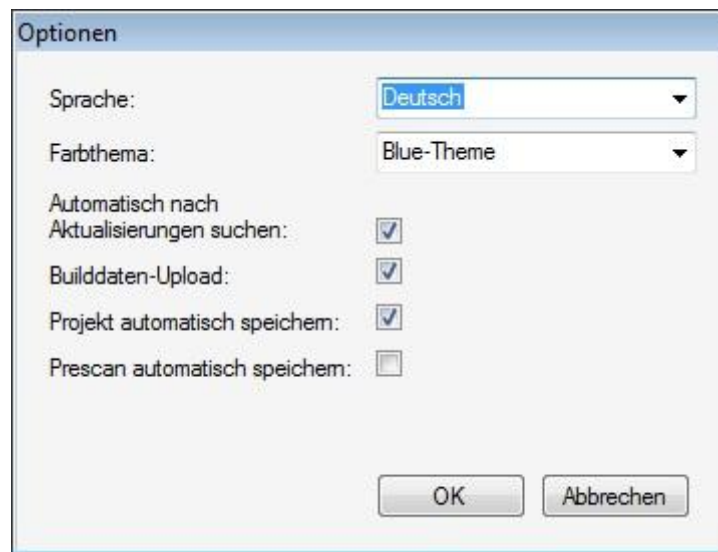 Optionen
Sprache:
Deutsch
Farbthema:
Blue-Theme
Automatisch nach
Aktualisierungen suchen:
Builddaten-Upload:
Projekt automatisch speichern:
Prescan automatisch speichern:
OK
Abbrechen